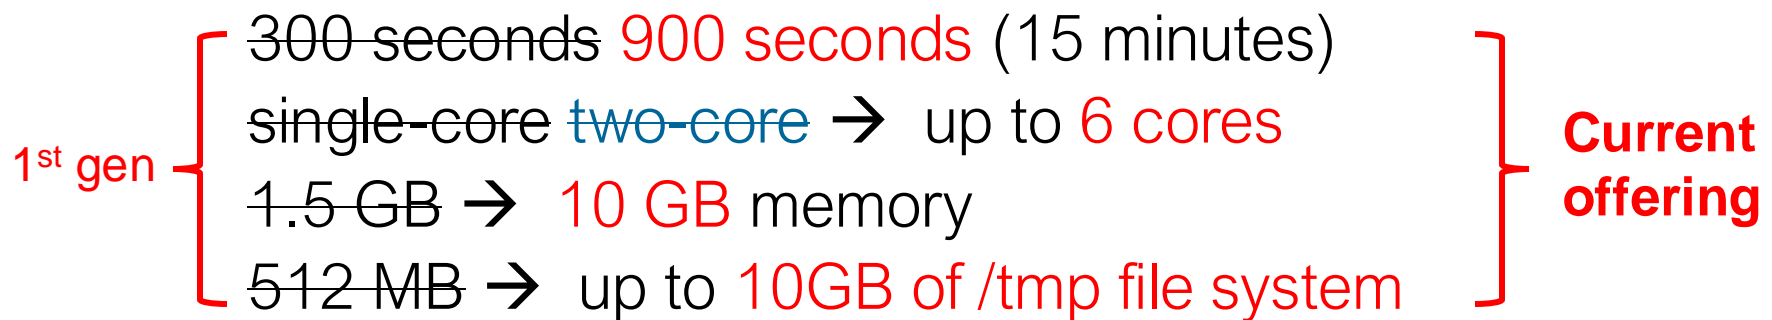 300 seconds 900 seconds (15 minutes)
single-core two-core → up to 6 cores
1st gen
Current
offering
1.5 GB → 10 GB memory
512 MB → up to 10GB of /tmp file system